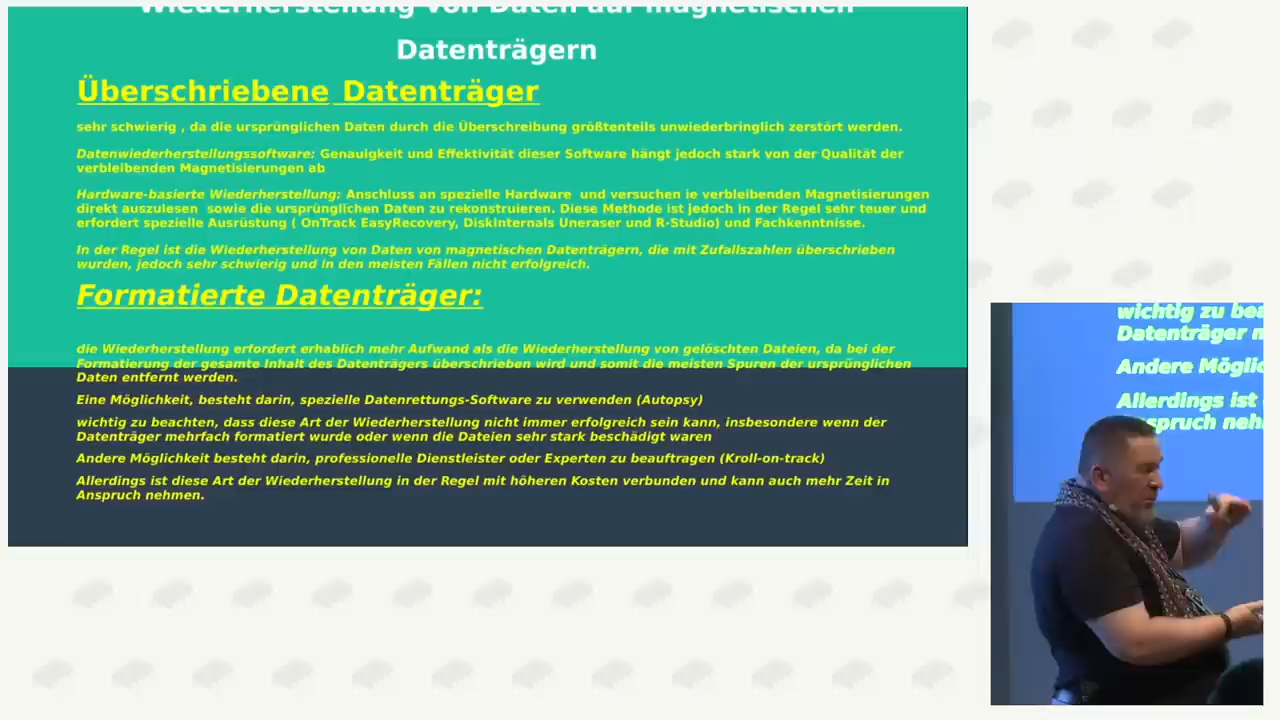 Wiederherstellung von Daten auf magnetischen
Datenträgern
Überschriebene Datenträger
sehr schwierig , da die ursprünglichen Daten durch die Überschreibung größtenteils unwiederbringlich zerstört werden.
Datenwiederherstellungssoftware: Genauigkeit und Effektivität dieser Software hängt jedoch stark von der Qualität der
verbleibenden Magnetisierungen ab
Hardware-basierte Wiederherstellung: Anschluss an spezielle Hardware  und versuchen ie verbleibenden Magnetisierungen
direkt auszulesen  sowie die ursprünglichen Daten zu rekonstruieren. Diese Methode ist jedoch in der Regel sehr teuer und
erfordert spezielle Ausrüstung ( OnTrack EasyRecovery, DiskInternals Uneraser und R-Studio) und Fachkenntnisse.
In der Regel ist die Wiederherstellung von Daten von magnetischen Datenträgern, die mit Zufallszahlen überschrieben
wurden, jedoch sehr schwierig und in den meisten Fällen nicht erfolgreich.
Formatierte Datenträger:
die Wiederherstellung erfordert erhablich mehr Aufwand als die Wiederherstellung von gelöschten Dateien, da bei der
Formatierung der gesamte Inhalt des Datenträgers überschrieben wird und somit die meisten Spuren der ursprünglichen
Daten entfernt werden.
Eine Möglichkeit, besteht darin, spezielle Datenrettungs-Software zu verwenden (Autopsy)
wichtig zu beachten, dass diese Art der Wiederherstellung nicht immer erfolgreich sein kann, insbesondere wenn der
Datenträger mehrfach formatiert wurde oder wenn die Dateien sehr stark beschädigt waren
Andere Möglichkeit besteht darin, professionelle Dienstleister oder Experten zu beauftragen (Kroll-on-track)
Allerdings ist diese Art der Wiederherstellung in der Regel mit höheren Kosten verbunden und kann auch mehr Zeit in
Anspruch nehmen.
wichtig zu bea
Datenträger
Andere Möglic
Allerdings ist
spruch neh